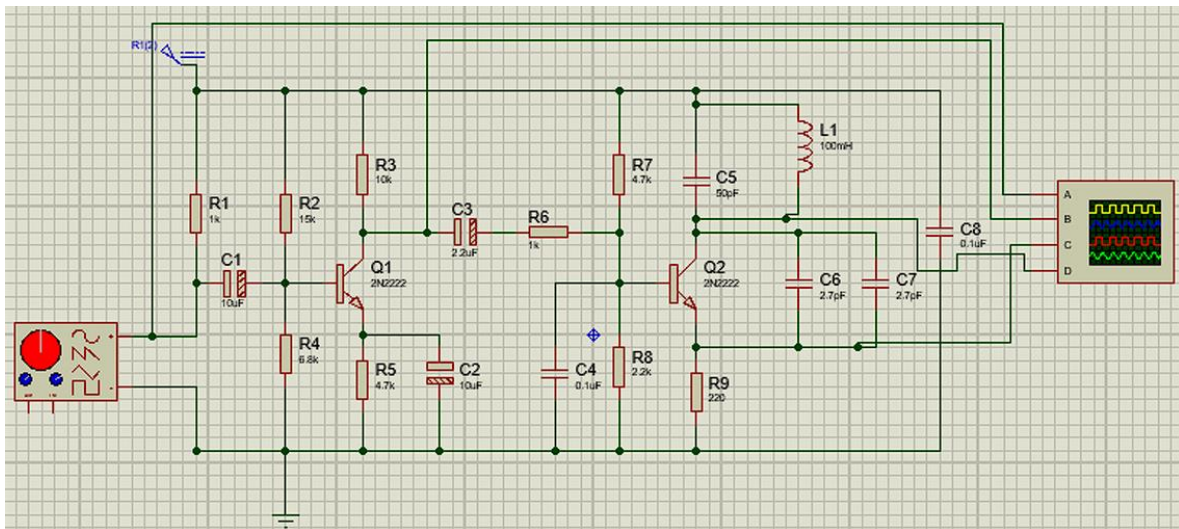 R1(2)
R1
1k
R2
15k
R3
10k
C1
10uF
Q1
2N2222
R4
6.8k
R5
4.7k
C2
10uF
C3
2.2uF
R6
1k
R7
4.7k
C4
0.1uF
R8
2.2k
Q2
2N2222
R9
220
C5
50pF
L1
100mH
C6
2.7pF
C7
2.7pF
C8
0.1uF
A
B
C
D
+
-